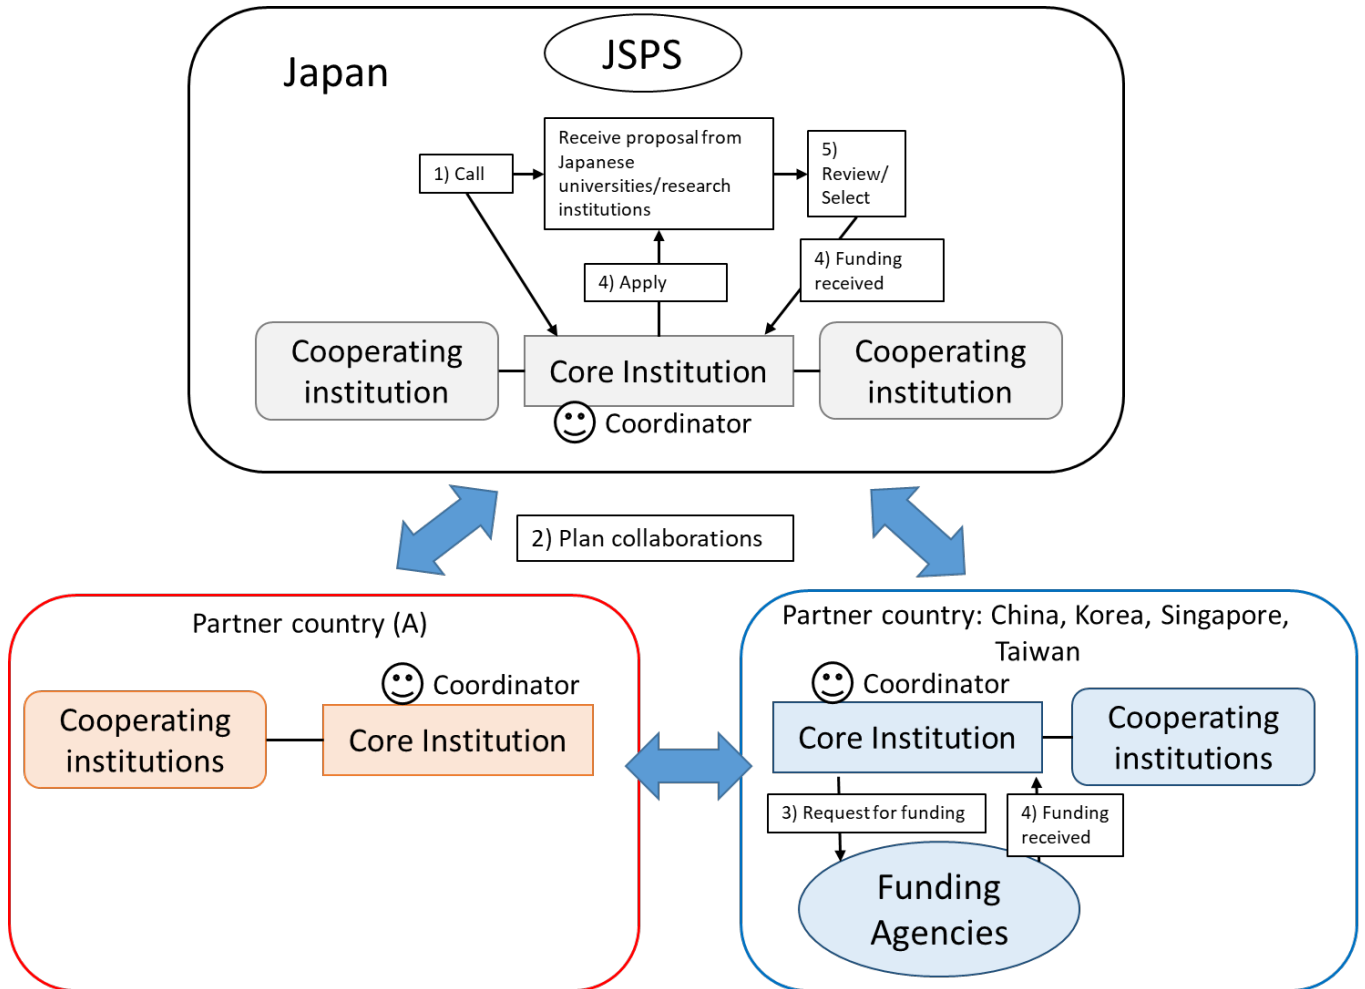 JSPS
Japan
Receive proposal from
Japanese
universities/research
institutions
1) Call
5)
Review/
Select
4) Apply
4) Funding
received
Cooperating
institution
Core Institution
Cooperating
institution
Coordinator
2) Plan collaborations
Partner country (A)
Coordinator
Cooperating
institutions
Core Institution
Partner country: China, Korea, Singapore,
Taiwan
Coordinator
Core Institution
Cooperating
institutions
3) Request for funding
4) Funding
received
Funding
Agencies